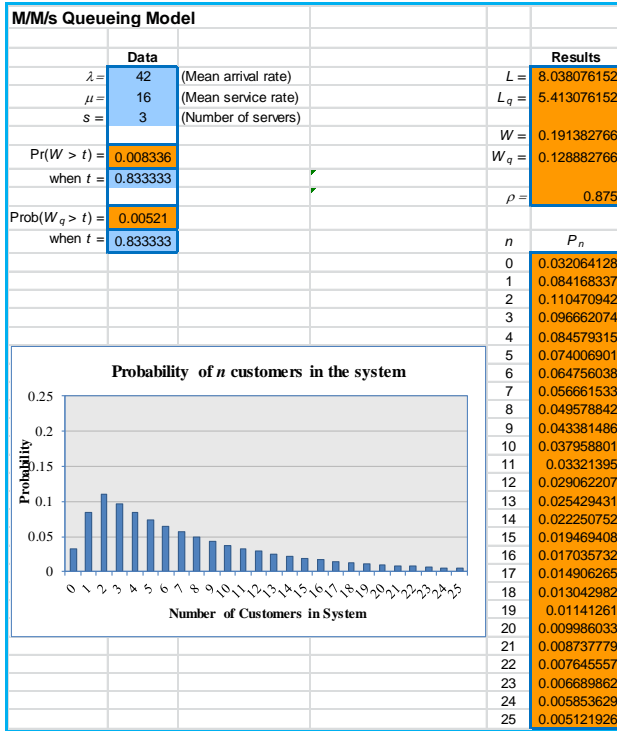 M/M/s Queueing Model
Data Results
λ = 42 (Mean arrival rate) L = 8.038076152
μ = 16 (Mean service rate) Lq = 5.413076152
s = 3 (Number of servers)
W = 0.191382766
Pr(W > t) = 0.008336 Wq = 0.128882766
when t = 0.833333
ρ = 0.875
Prob(Wq > t) = 0.00521
when t = 0.833333 n Pn
0 0.032064128
1 0.084168337
2 0.110470942
3 0.096662074
4 0.084579315
5 0.074006901
6 0.064756038
7 0.056661533
8 0.049578842
9 0.043381486
10 0.037958801
11 0.03321395
12 0.029062207
13 0.025429431
14 0.022250752
15 0.019469408
16 0.017035732
17 0.014906265
18 0.013042982
19 0.01141261
20 0.009986033
21 0.008737779
22 0.007645557
23 0.006689862
24 0.005853629
25 0.005121926
Probability of n customers in the system
0.25
0.2
0.15
0.1
0.05
0
Probability
0 1 2 3 4 5 6 7 8 9 10 11 12 13 14 15 16 17 18 19 20 21 22 23 24 25
Number of Customers in System